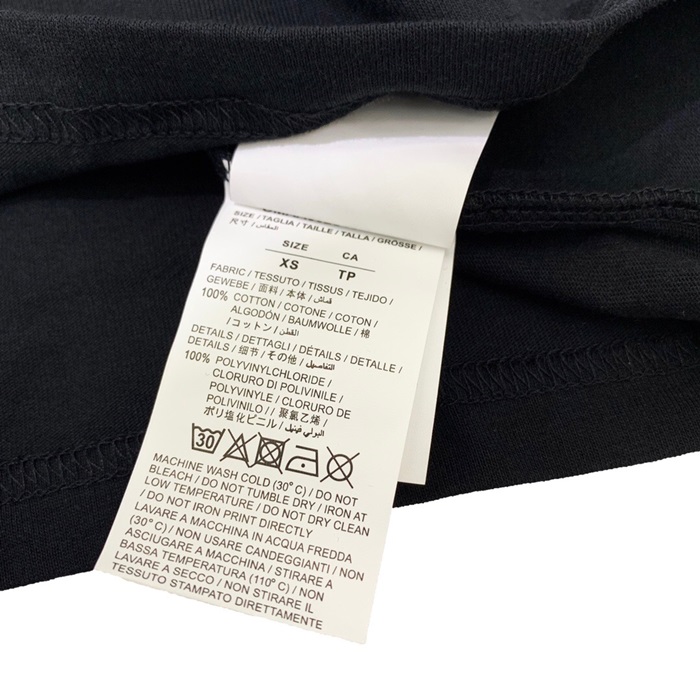 SIZE / TAGLIA / TAILLE / TALLA / GRÖSSE /
尺寸 / المقاس /
SIZE CA
XS TP
FABRIC / TESSUTO / TISSUS / TEJIDO /
GEWEBE / 面料 / 本体 / قماش /
100% COTTON / COTONE / COTON /
ALGODÓN / BAUMWOLLE / 棉
/ コットン / القطن /
DETAILS / DETTAGLI / DÉTAILS / DETALLE /
DETAILS / 细节 / その他 / التفاصيل /
100% POLYVINYLCHLORIDE /
CLORURO DI POLIVINILE /
POLYVINYLE / CLORURO DE
POLIVINILO / / 聚氯乙烯 /
ポリ塩化ビニル /
30
MACHINE WASH COLD (30°C) / DO NOT
BLEACH / DO NOT TUMBLE DRY / IRON AT
LOW TEMPERATURE / DO NOT DRY CLEAN
/ DO NOT IRON PRINT DIRECTLY
LAVARE A MACCHINA IN ACQUA FREDDA
(30°C) / NON USARE CANDEGGIANTI / NON
ASCIUGARE A MACCHINA / STIRARE A
BASSA TEMPERATURA (110°C) / NON
LAVARE A SECCO / NON STIRARE IL
TESSUTO STAMPATO DIRETTAMENTE